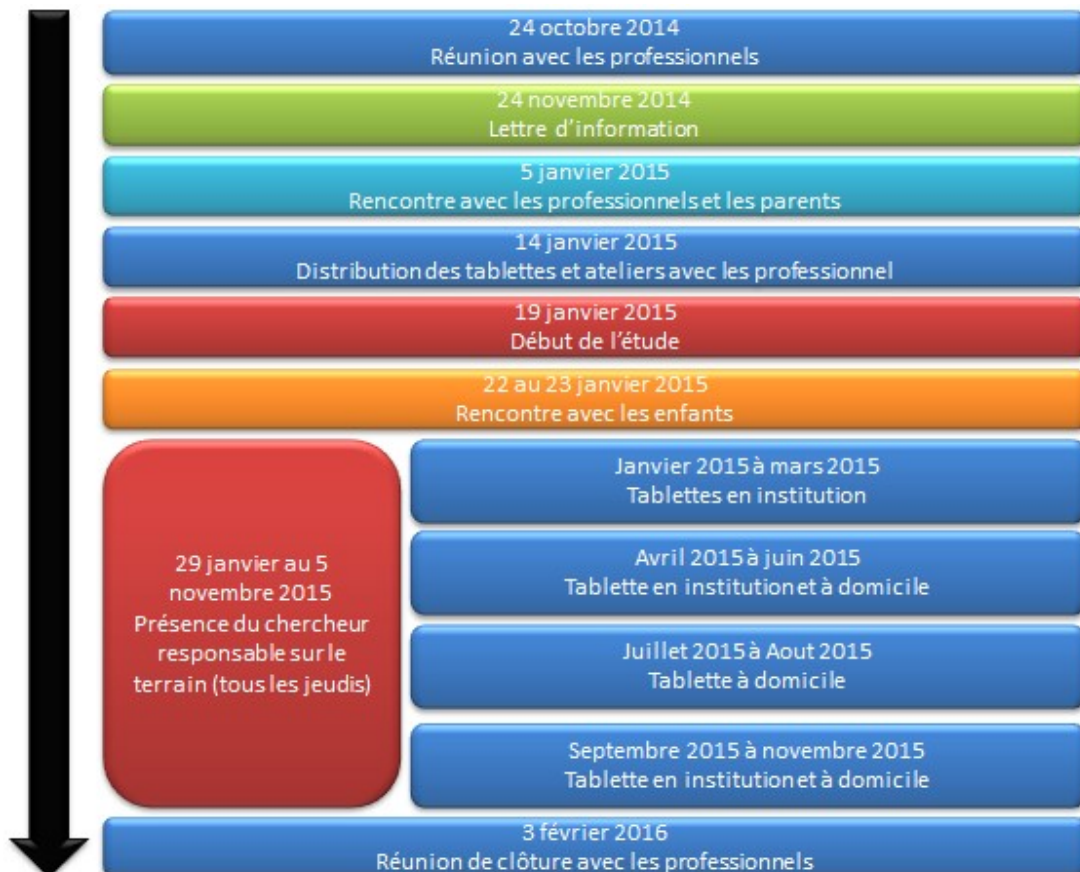 24 octobre 2014
Réunion avec les professionnels
24 novembre 2014
Lettre d'information
5 janvier 2015
Rencontre avec les professionnels et les parents
14 janvier 2015
Distribution des tablettes et ateliers avec les professionnel
19 janvier 2015
Début de l'étude
22 au 23 janvier 2015
Rencontre avec les enfants
29 janvier au 5
novembre 2015
Présence du chercheur
responsable sur le
terrain (tous les jeudis)
Janvier 2015 à mars 2015
Tablettes en institution
Avril 2015 à juin 2015
Tablette en institution et à domicile
Juillet 2015 à Aout 2015
Tablette à domicile
Septembre 2015 à novembre 2015
Tablette en institution et à domicile
3 février 2016
Réunion de clôture avec les professionnels